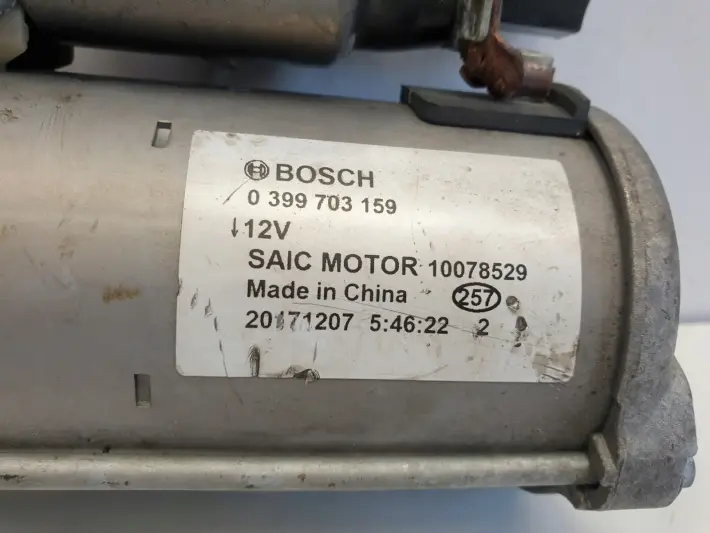 BOSCH
0 399 703 159
↓12V
SAIC MOTOR 10078529
Made in China 257
20171207 5:46:22 2